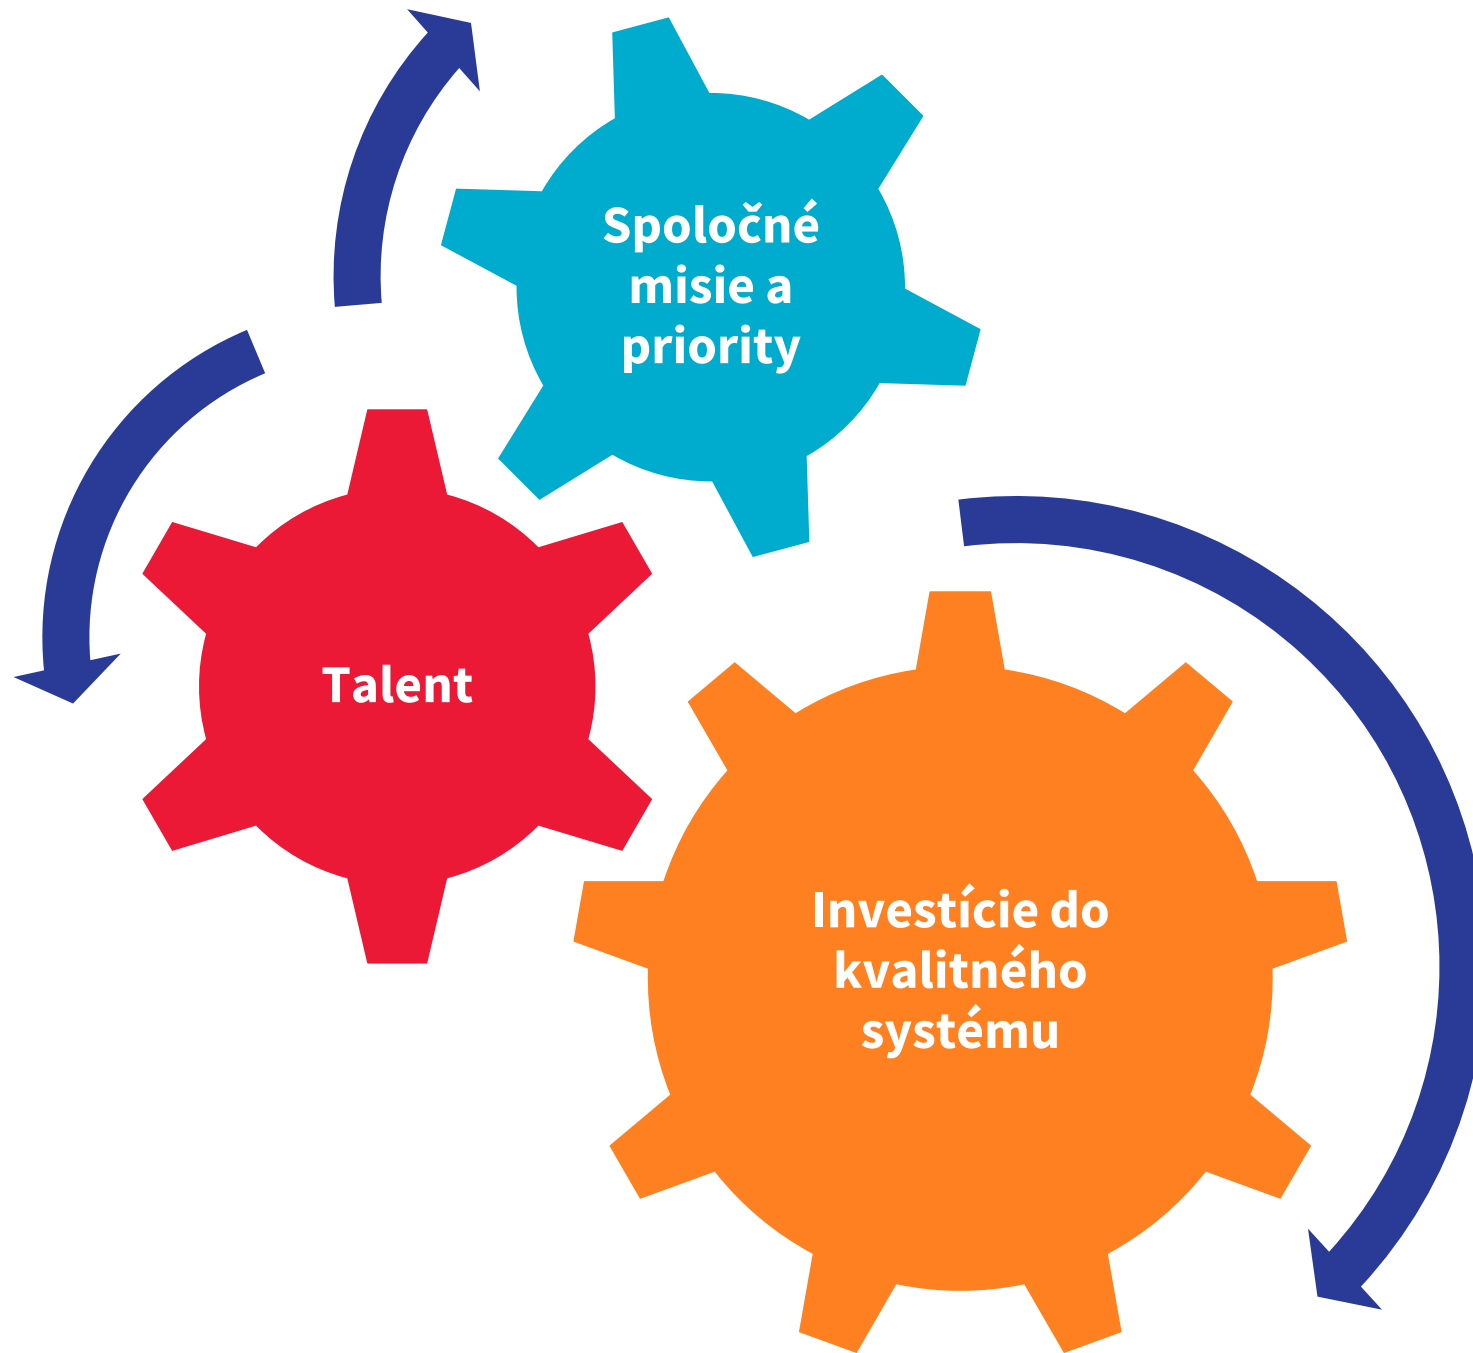 Spoločné
misie a
priority
Talent
Investície do
kvalitného
systému